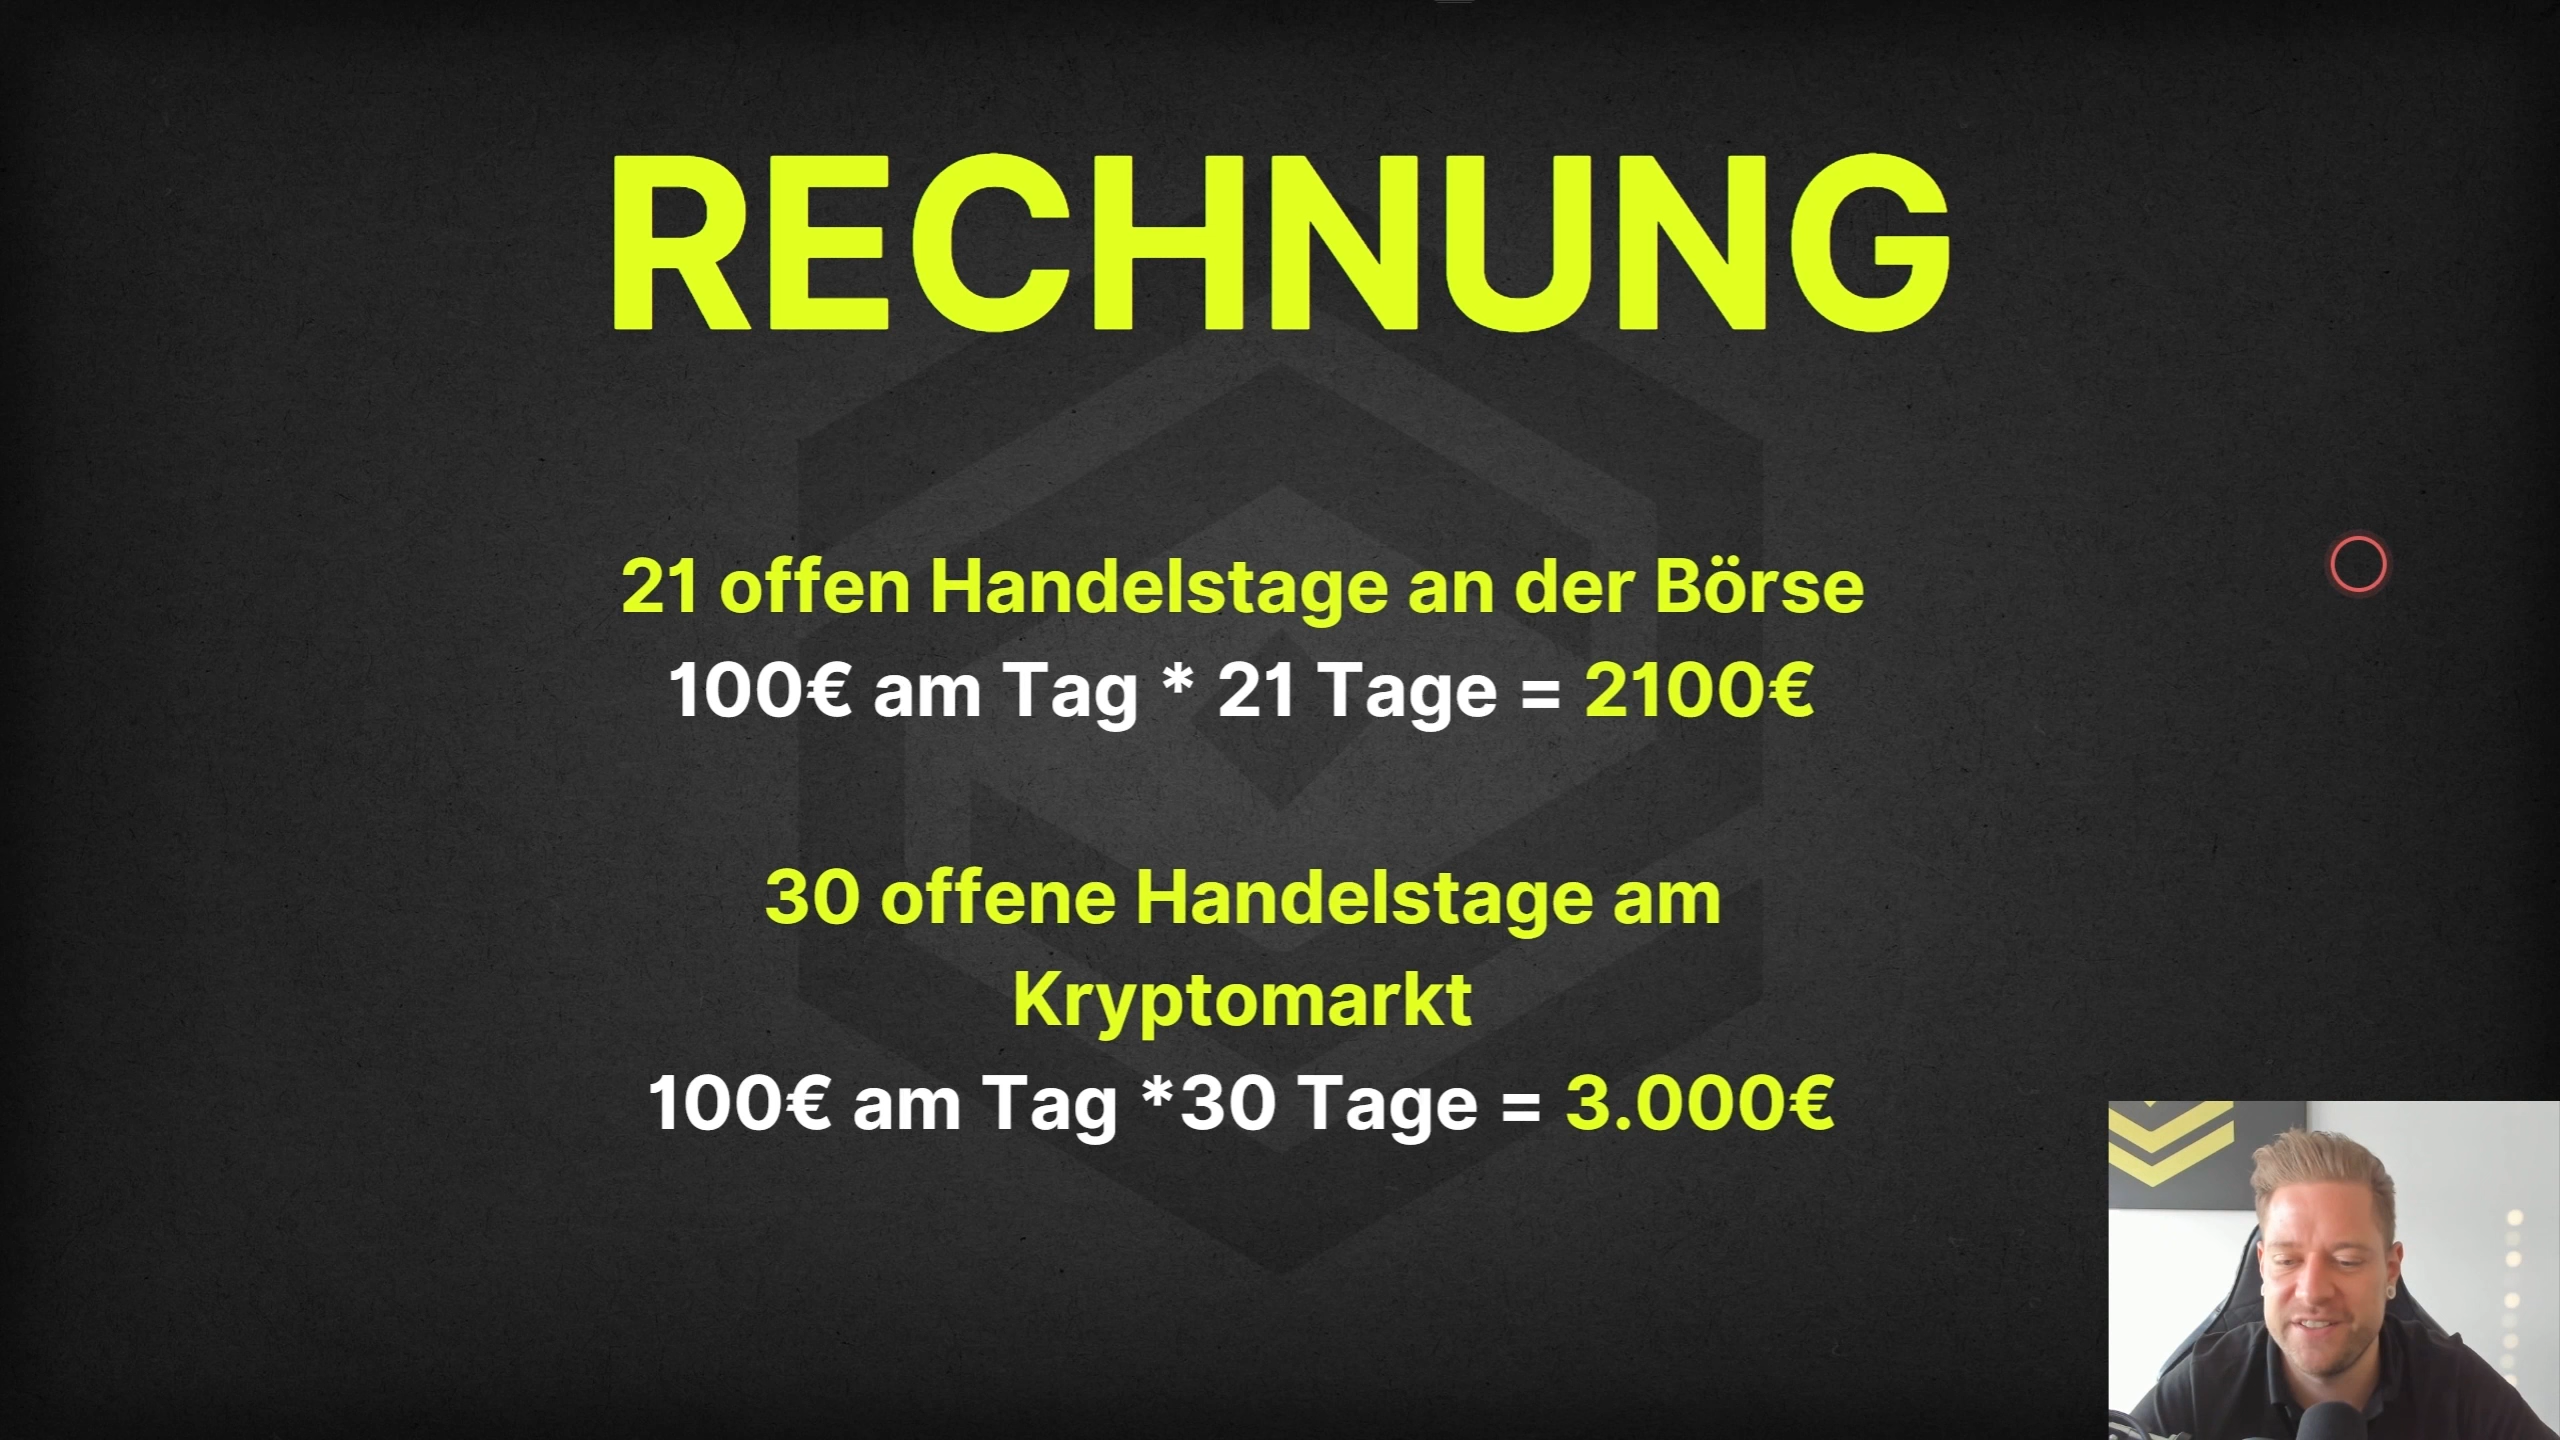 RECHNUNG
21 offen Handelstage an der Börse
100€ am Tag * 21 Tage = 2100€
30 offene Handelstage am
Kryptomarkt
100€ am Tag *30 Tage = 3.000€